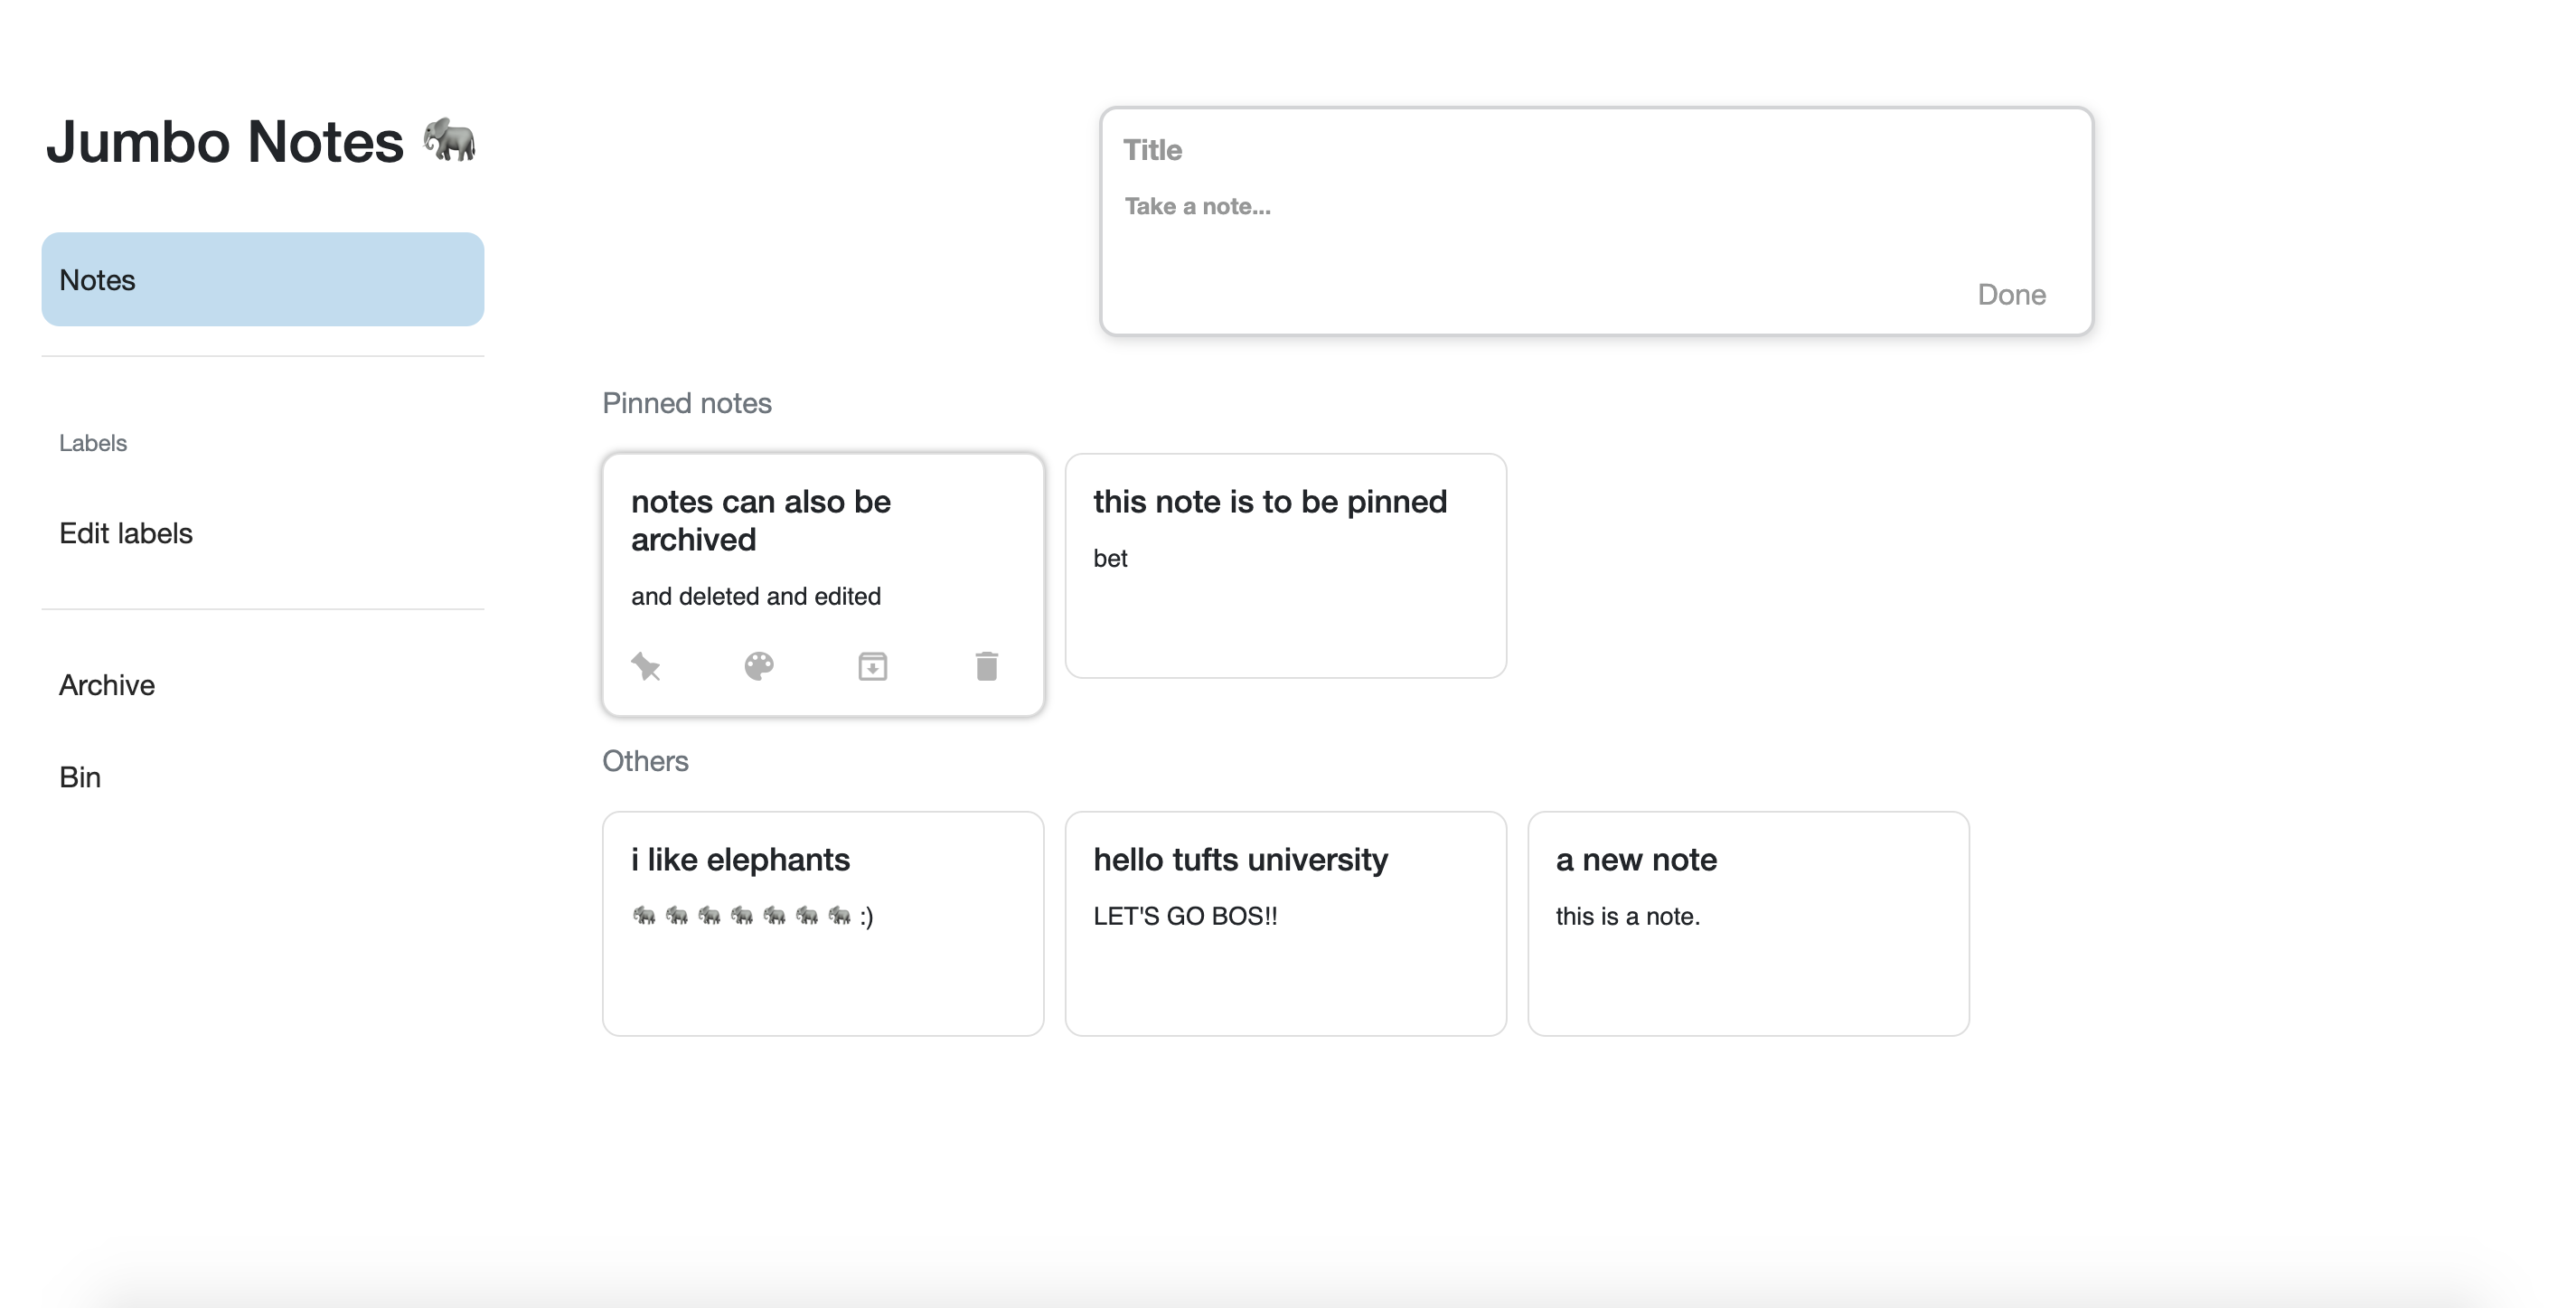 Jumbo Notes 🐘
Notes
Labels
Edit labels
Archive
Bin
Title
Take a note...
Done
Pinned notes
notes can also be
archived
and deleted and edited
this note is to be pinned
bet
Others
i like elephants
🐘 🐘 🐘 🐘 🐘 🐘 🐘 :)
hello tufts university
LET'S GO BOS!!
a new note
this is a note.